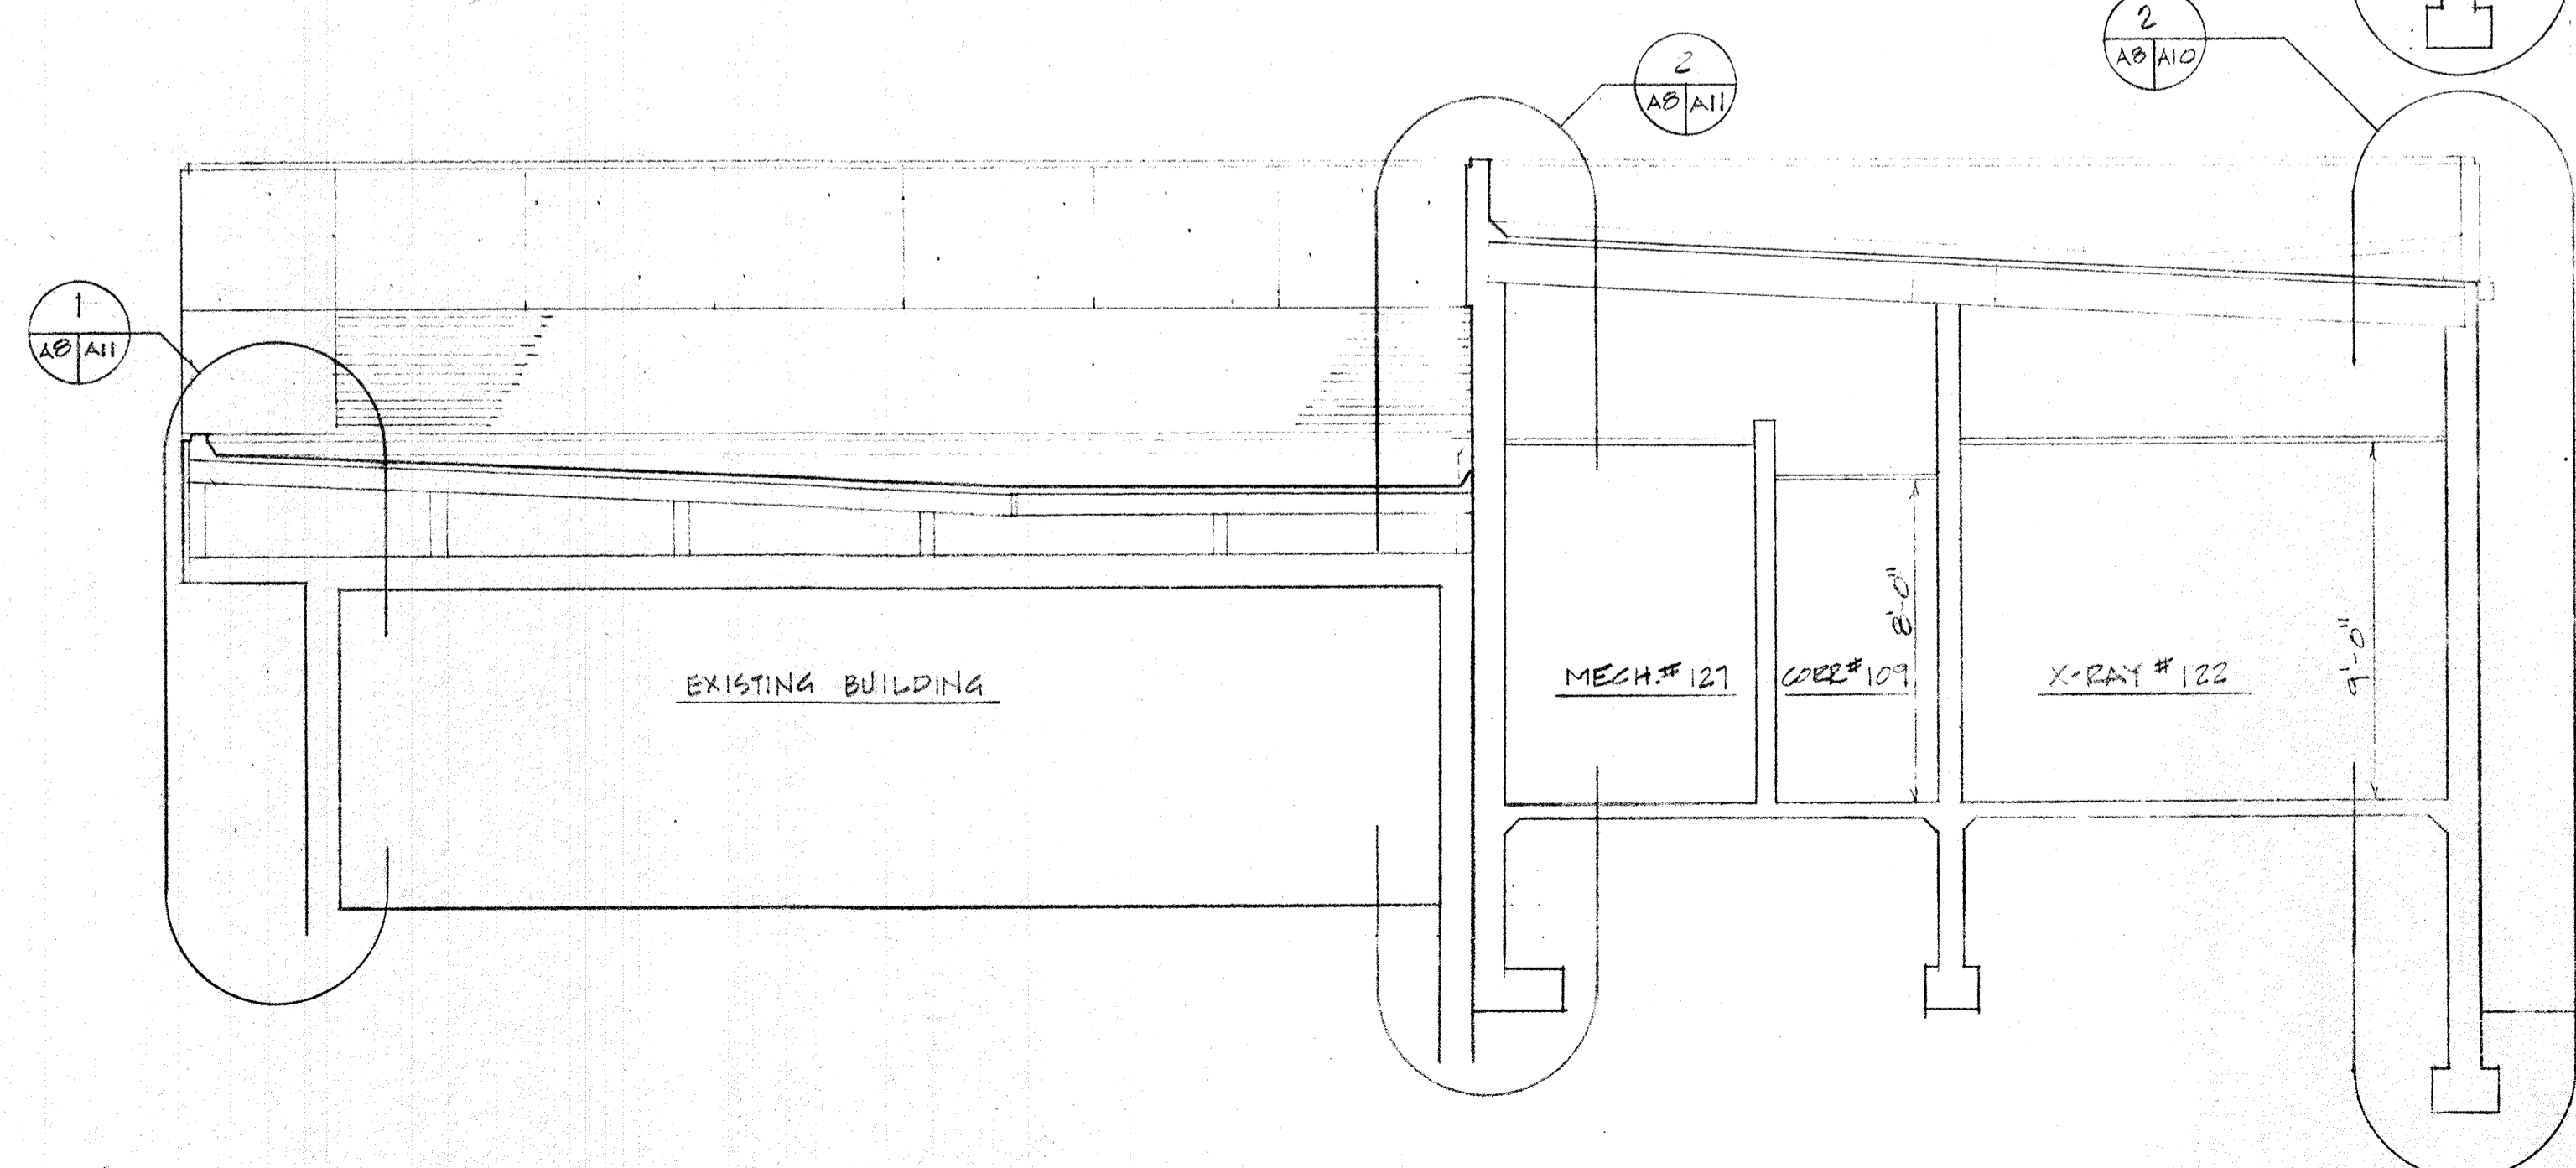 2
A8 A10
2
A8 A11
1
A8 A11
8'-0"
9'-0"
EXISTING BUILDING
MECH.# 127
CORR# 109
X-RAY # 122